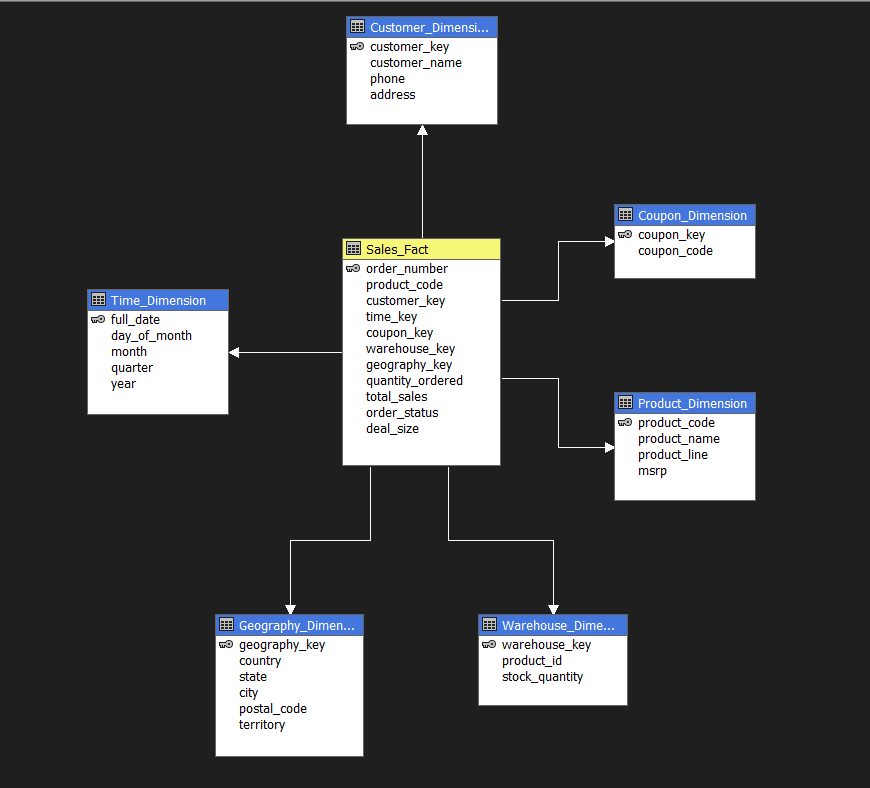 Customer_Dimensi...
customer_key
customer_name
phone
address
Coupon_Dimension
coupon_key
coupon_code
Sales_Fact
order_number
product_code
customer_key
time_key
coupon_key
warehouse_key
geography_key
quantity_ordered
total_sales
order_status
deal_size
Time_Dimension
full_date
day_of_month
month
quarter
year
Product_Dimension
product_code
product_name
product_line
msrp
Geography_Dimen...
geography_key
country
state
city
postal_code
territory
Warehouse_Dime...
warehouse_key
product_id
stock_quantity